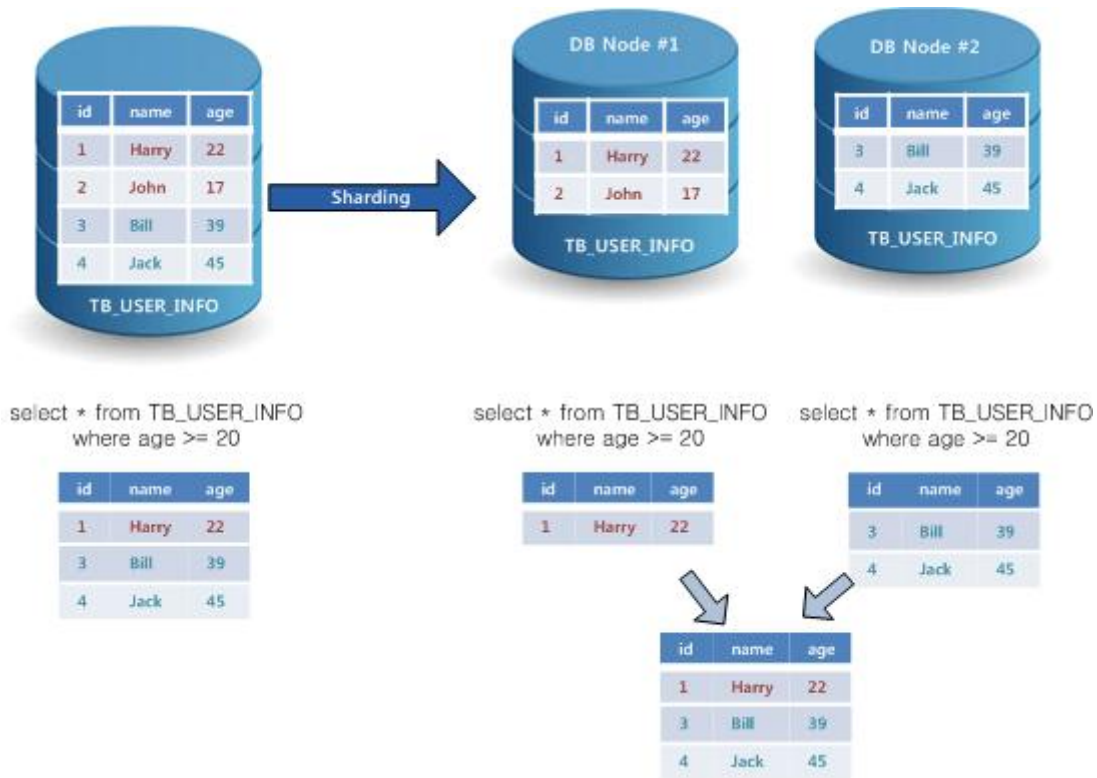 id name age
1 Harry 22
2 John 17
3 Bill 39
4 Jack 45
TB_USER_INFO
Sharding
DB Node #1
id name age
1 Harry 22
2 John 17
TB_USER_INFO
DB Node #2
id name age
3 Bill 39
4 Jack 45
TB_USER_INFO
select * from TB_USER_INFO
where age >= 20
id name age
1 Harry 22
3 Bill 39
4 Jack 45
select * from TB_USER_INFO
where age >= 20
id name age
1 Harry 22
select * from TB_USER_INFO
where age >= 20
id name age
3 Bill 39
4 Jack 45
id name age
1 Harry 22
3 Bill 39
4 Jack 45